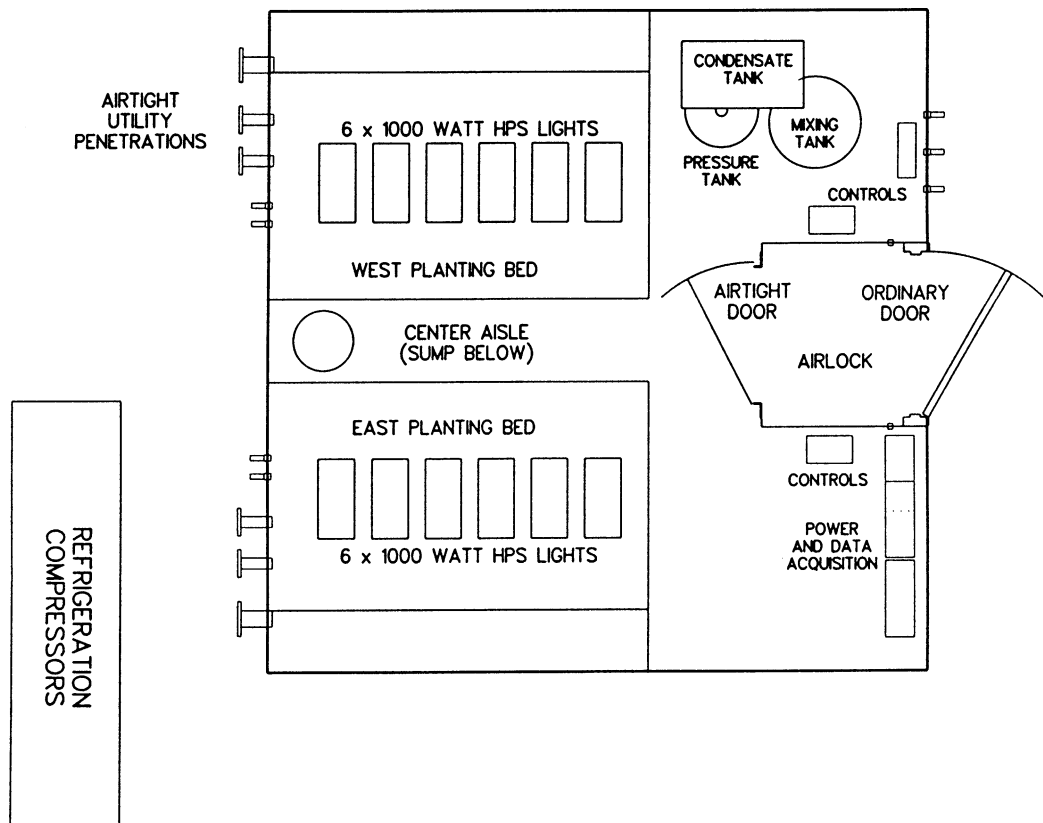 AIRTIGHT
UTILITY
PENETRATIONS
6 x 1000 WATT HPS LIGHTS
WEST PLANTING BED
CONDENSATE
TANK
MIXING
TANK
PRESSURE
TANK
CONTROLS
AIRTIGHT
DOOR
ORDINARY
DOOR
AIRLOCK
CENTER AISLE
(SUMP BELOW)
EAST PLANTING BED
6 x 1000 WATT HPS LIGHTS
CONTROLS
POWER
AND DATA
ACQUISITION
REFRIGERATION
COMPRESSORS